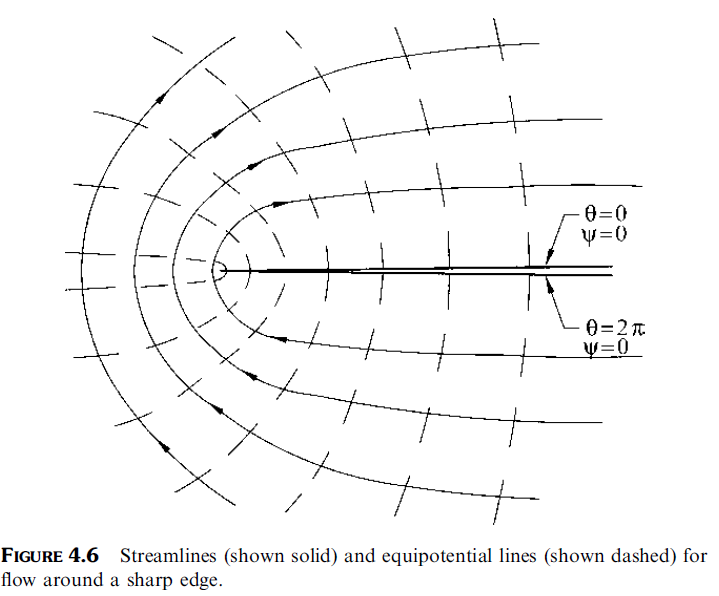 θ=0
ψ=0
θ=2π
ψ=0
FIGURE 4.6 Streamlines (shown solid) and equipotential lines (shown dashed) for
flow around a sharp edge.